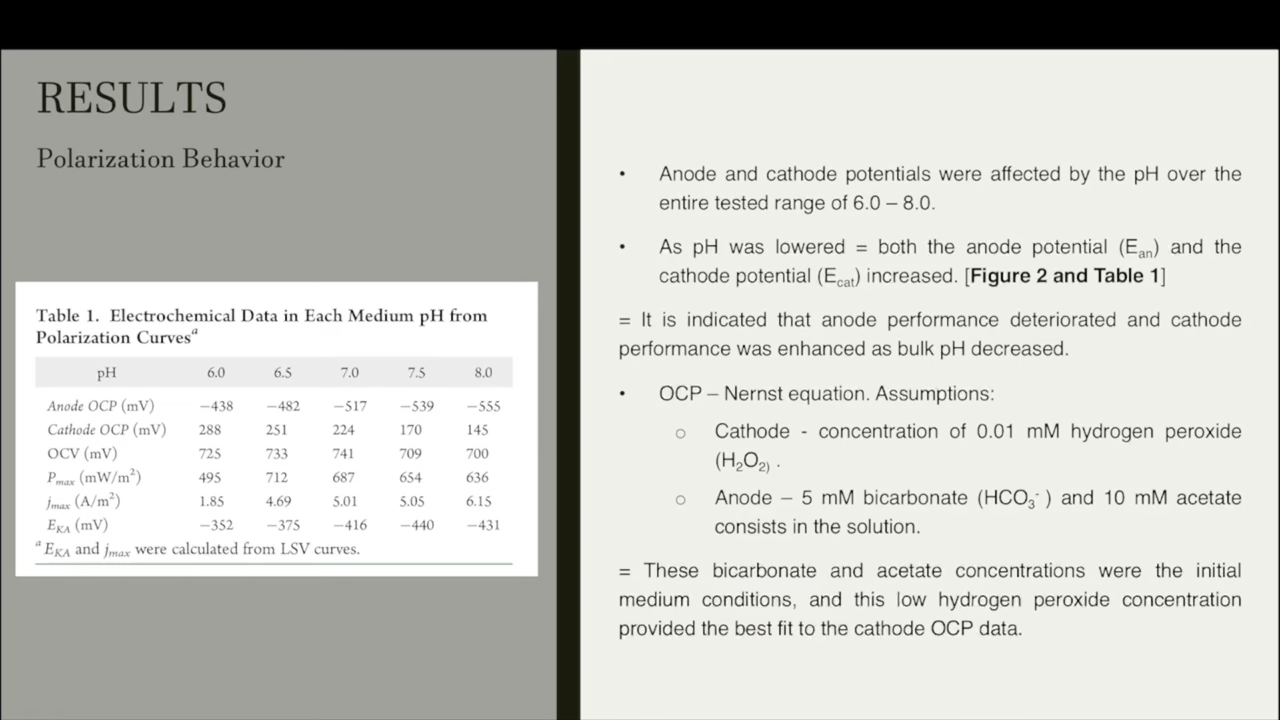 RESULTS
Polarization Behavior
Table 1. Electrochemical Data in Each Medium pH from
Polarization Curvesᵃ
pH 6.0 6.5 7.0 7.5 8.0
Anode OCP (mV) −438 −482 −517 −539 −555
Cathode OCP (mV) 288 251 224 170 145
OCV (mV) 725 733 741 709 700
Pmax (mW/m²) 495 712 687 654 636
jmax (A/m²) 1.85 4.69 5.01 5.05 6.15
EKA (mV) −352 −375 −416 −440 −431
ᵃ EKA and jmax were calculated from LSV curves.
• Anode and cathode potentials were affected by the pH over the
entire tested range of 6.0 – 8.0.
• As pH was lowered = both the anode potential (Ean) and the
cathode potential (Ecat) increased. [Figure 2 and Table 1]
= It is indicated that anode performance deteriorated and cathode
performance was enhanced as bulk pH decreased.
• OCP – Nernst equation. Assumptions:
o Cathode - concentration of 0.01 mM hydrogen peroxide
(H₂O₂₎ .
o Anode – 5 mM bicarbonate (HCO₃⁻ ) and 10 mM acetate
consists in the solution.
= These bicarbonate and acetate concentrations were the initial
medium conditions, and this low hydrogen peroxide concentration
provided the best fit to the cathode OCP data.